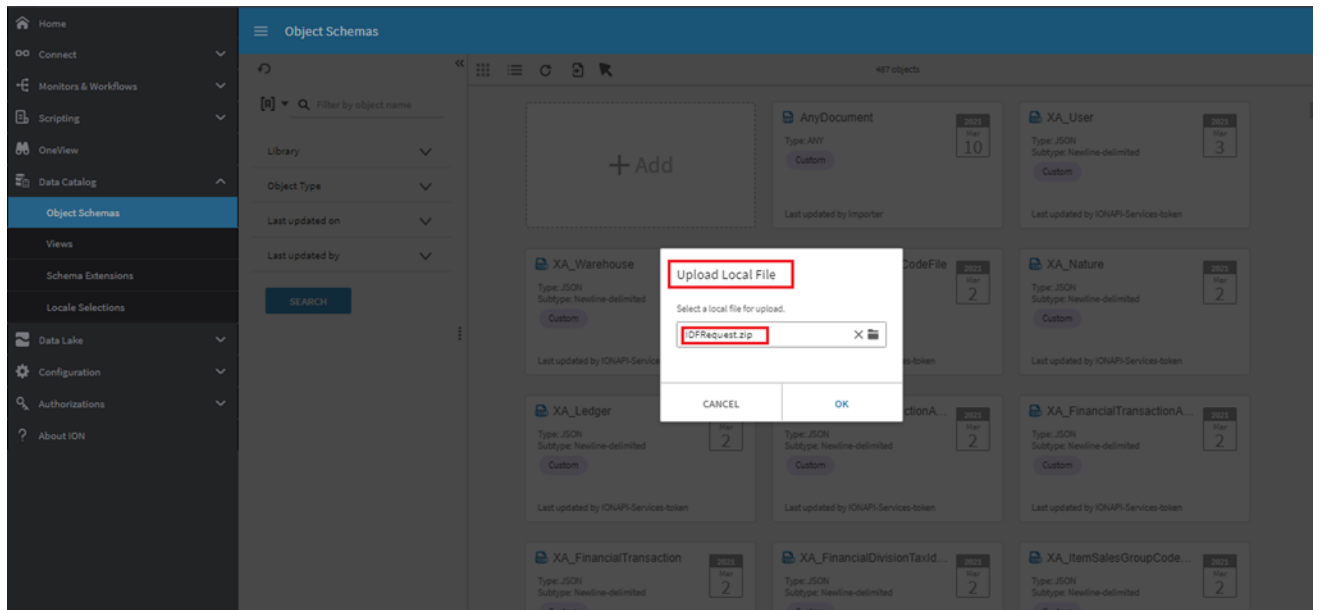 Home
Connect
Monitors & Workflows
Scripting
OneView
Data Catalog
Object Schemas
Views
Schema Extensions
Locale Selections
Data Lake
Configuration
Authorizations
? About ION
Object Schemas
[a] Filter by object name
Library
Object Type
Last updated on
Last updated by
SEARCH
487 objects
+ Add
AnyDocument
Type: ANY
Custom
2021
Mar
10
Last updated by Importer
XA_User
Type: JSON
Subtype: Newline-delimited
Custom
2021
Mar
3
Last updated by IONAPI-Services-token
XA_Warehouse
Type: JSON
Subtype: Newline-delimited
Custom
Last updated by IONAPI-Service
CodeFile
2021
Mar
2
es-token
XA_Nature
Type: JSON
Subtype: Newline-delimited
Custom
2021
Mar
2
Last updated by IONAPI-Services-token
Upload Local File
Select a local file for upload.
IDFRequest.zip
CANCEL
OK
XA_Ledger
Type: JSON
Subtype: Newline-delimited
Custom
Mar
2
Last updated by IONAPI-Services-token
ctionA...
Type: JSON
Subtype: Newline-delimited
Custom
2021
Mar
2
Last updated by IONAPI-Services-token
XA_FinancialTransactionA...
Type: JSON
Subtype: Newline-delimited
Custom
2021
Mar
2
Last updated by IONAPI-Services-token
XA_FinancialTransaction
Type: JSON
Subtype: Newline-delimited
2021
Mar
2
XA_FinancialDivisionTaxId...
Type: JSON
Subtype: Newline-delimited
2021
Mar
2
XA_ItemSalesGroupCode...
Type: JSON
Subtype: Newline-delimited
2021
Mar
2